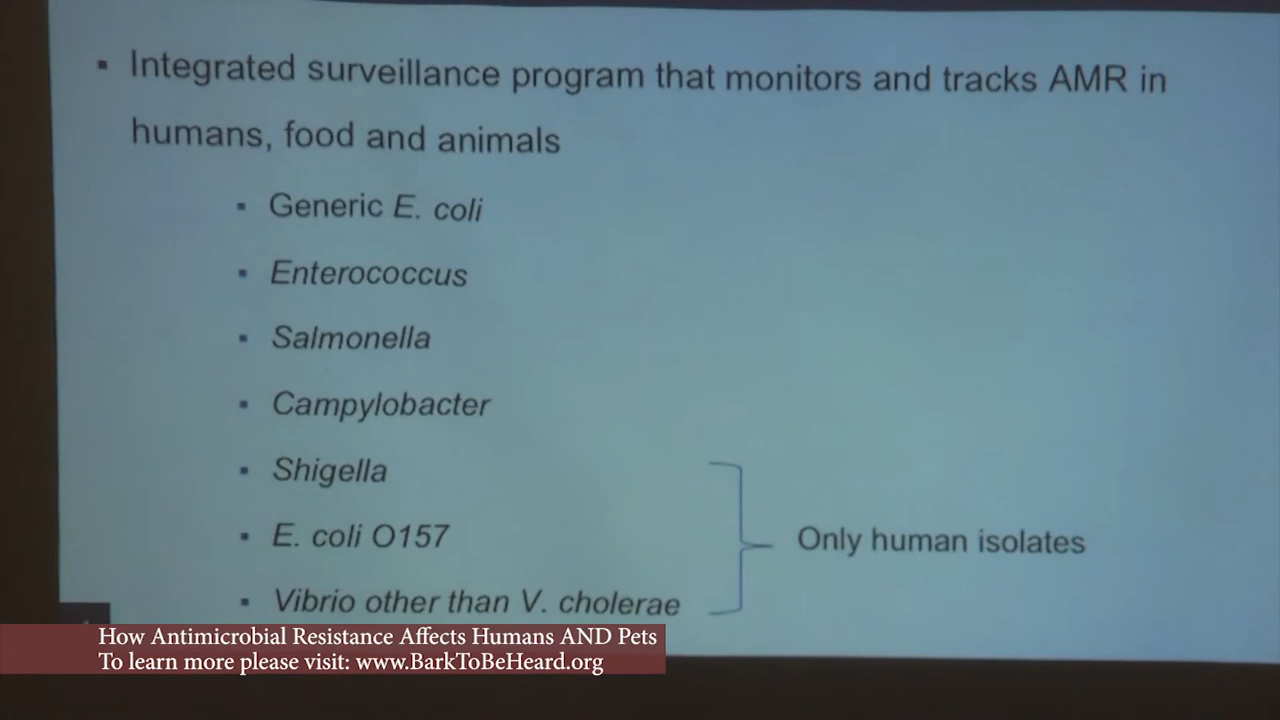 ▪ Integrated surveillance program that monitors and tracks AMR in
humans, food and animals
▪ Generic E. coli
▪ Enterococcus
▪ Salmonella
▪ Campylobacter
▪ Shigella
▪ E. coli O157
Only human isolates
▪ Vibrio other than V. cholerae
How Antimicrobial Resistance Affects Humans AND Pets
To learn more please visit: www.BarkToBeHeard.org